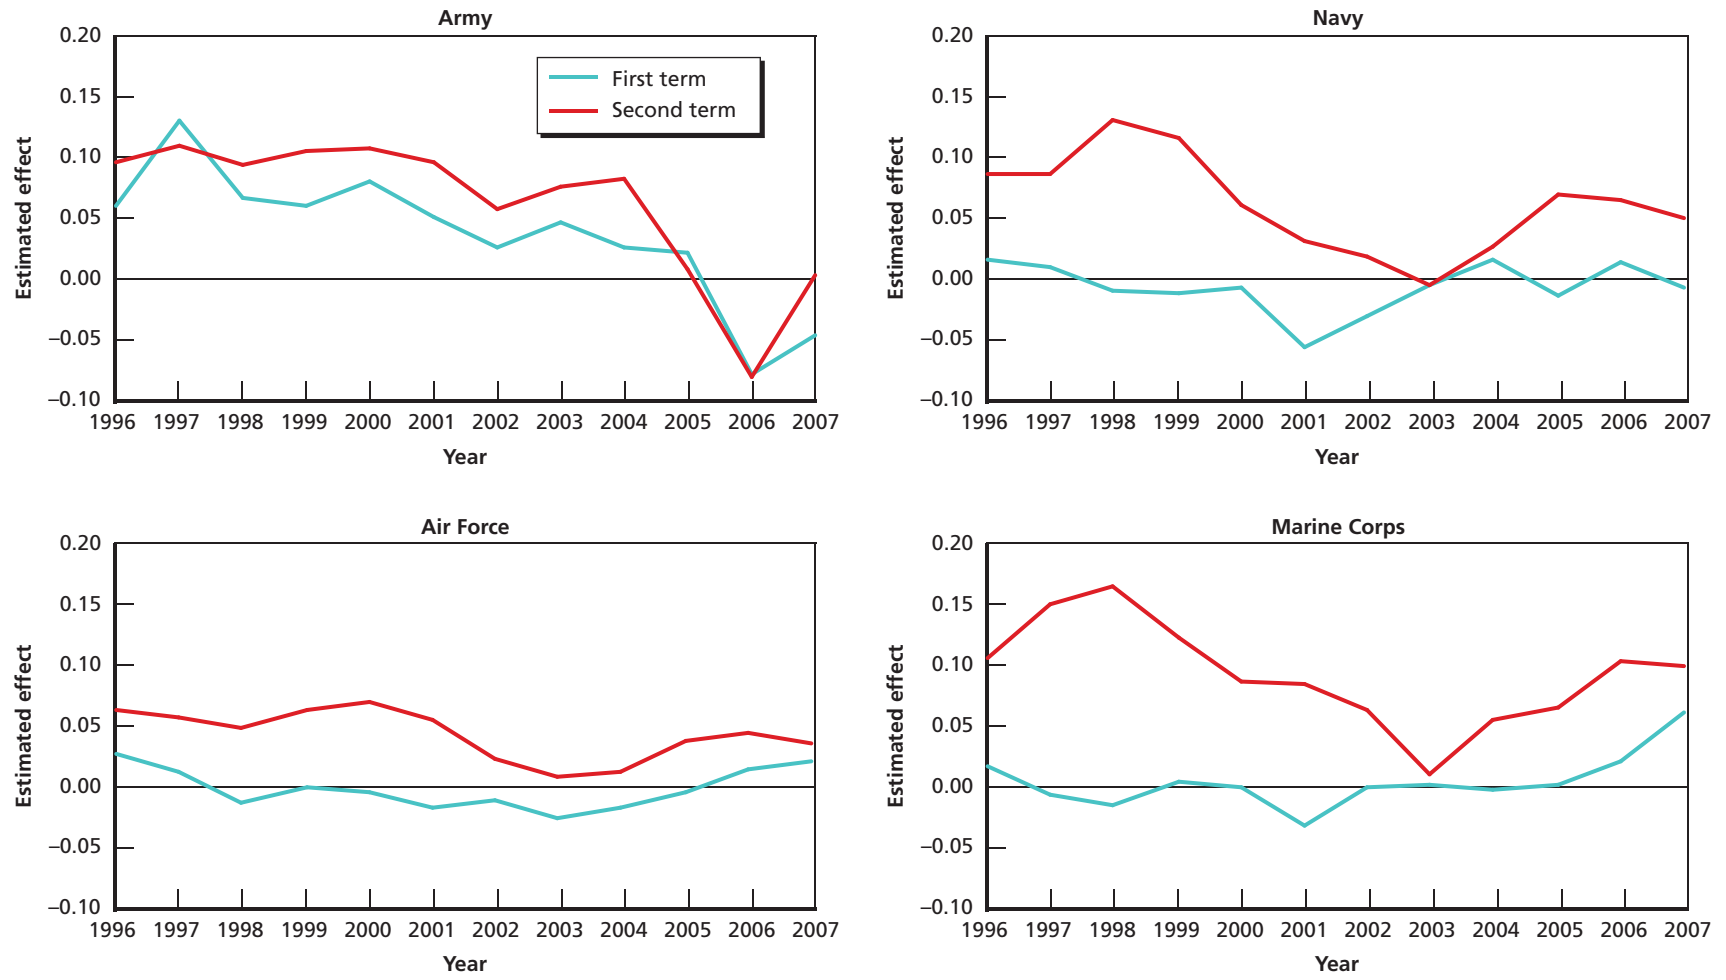 Army
Estimated effect
0.20
0.15
0.10
0.05
0.00
–0.05
–0.10
First term
Second term
1996 1997 1998 1999 2000 2001 2002 2003 2004 2005 2006 2007
Year
Navy
Estimated effect
0.20
0.15
0.10
0.05
0.00
–0.05
–0.10
1996 1997 1998 1999 2000 2001 2002 2003 2004 2005 2006 2007
Year
Air Force
Estimated effect
0.20
0.15
0.10
0.05
0.00
–0.05
–0.10
1996 1997 1998 1999 2000 2001 2002 2003 2004 2005 2006 2007
Year
Marine Corps
Estimated effect
0.20
0.15
0.10
0.05
0.00
–0.05
–0.10
1996 1997 1998 1999 2000 2001 2002 2003 2004 2005 2006 2007
Year